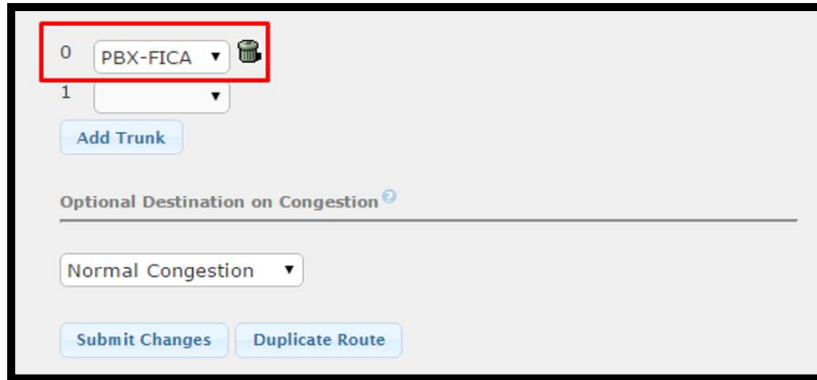 0 PBX-FICA
1
Add Trunk
Optional Destination on Congestion
Normal Congestion
Submit Changes Duplicate Route